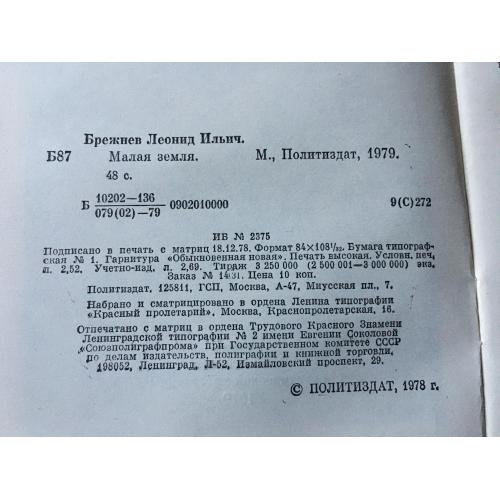 Брежнев Леонид Ильич.
Б87 Малая земля. М., Политиздат, 1979.
48 с.
Б 10202—136 / 079(02)—79 0902010000 9(С)272
ИБ № 2375
Подписано в печать с матриц 18.12.78. Формат 84×108¹/₃₂. Бумага типограф-
ская № 1. Гарнитура «Обыкновенная новая». Печать высокая. Условн. печ.
л. 2,52. Учетно-изд. л. 2,69. Тираж 3 250 000 (2 500 001—3 000 000) экз.
Заказ № 1431. Цена 10 коп.
Политиздат, 125811, ГСП, Москва, А-47, Миусская пл., 7.
Набрано и сматрицировано в ордена Ленина типографии
«Красный пролетарий», Москва, Краснопролетарская, 16.
Отпечатано с матриц в ордена Трудового Красного Знамени
Ленинградской типографии № 2 имени Евгении Соколовой
«Союзполиграфпрома» при Государственном комитете СССР
по делам издательств, полиграфии и книжной торговли,
198052, Ленинград, Л-52, Измайловский проспект, 29.
© ПОЛИТИЗДАТ, 1978 г.